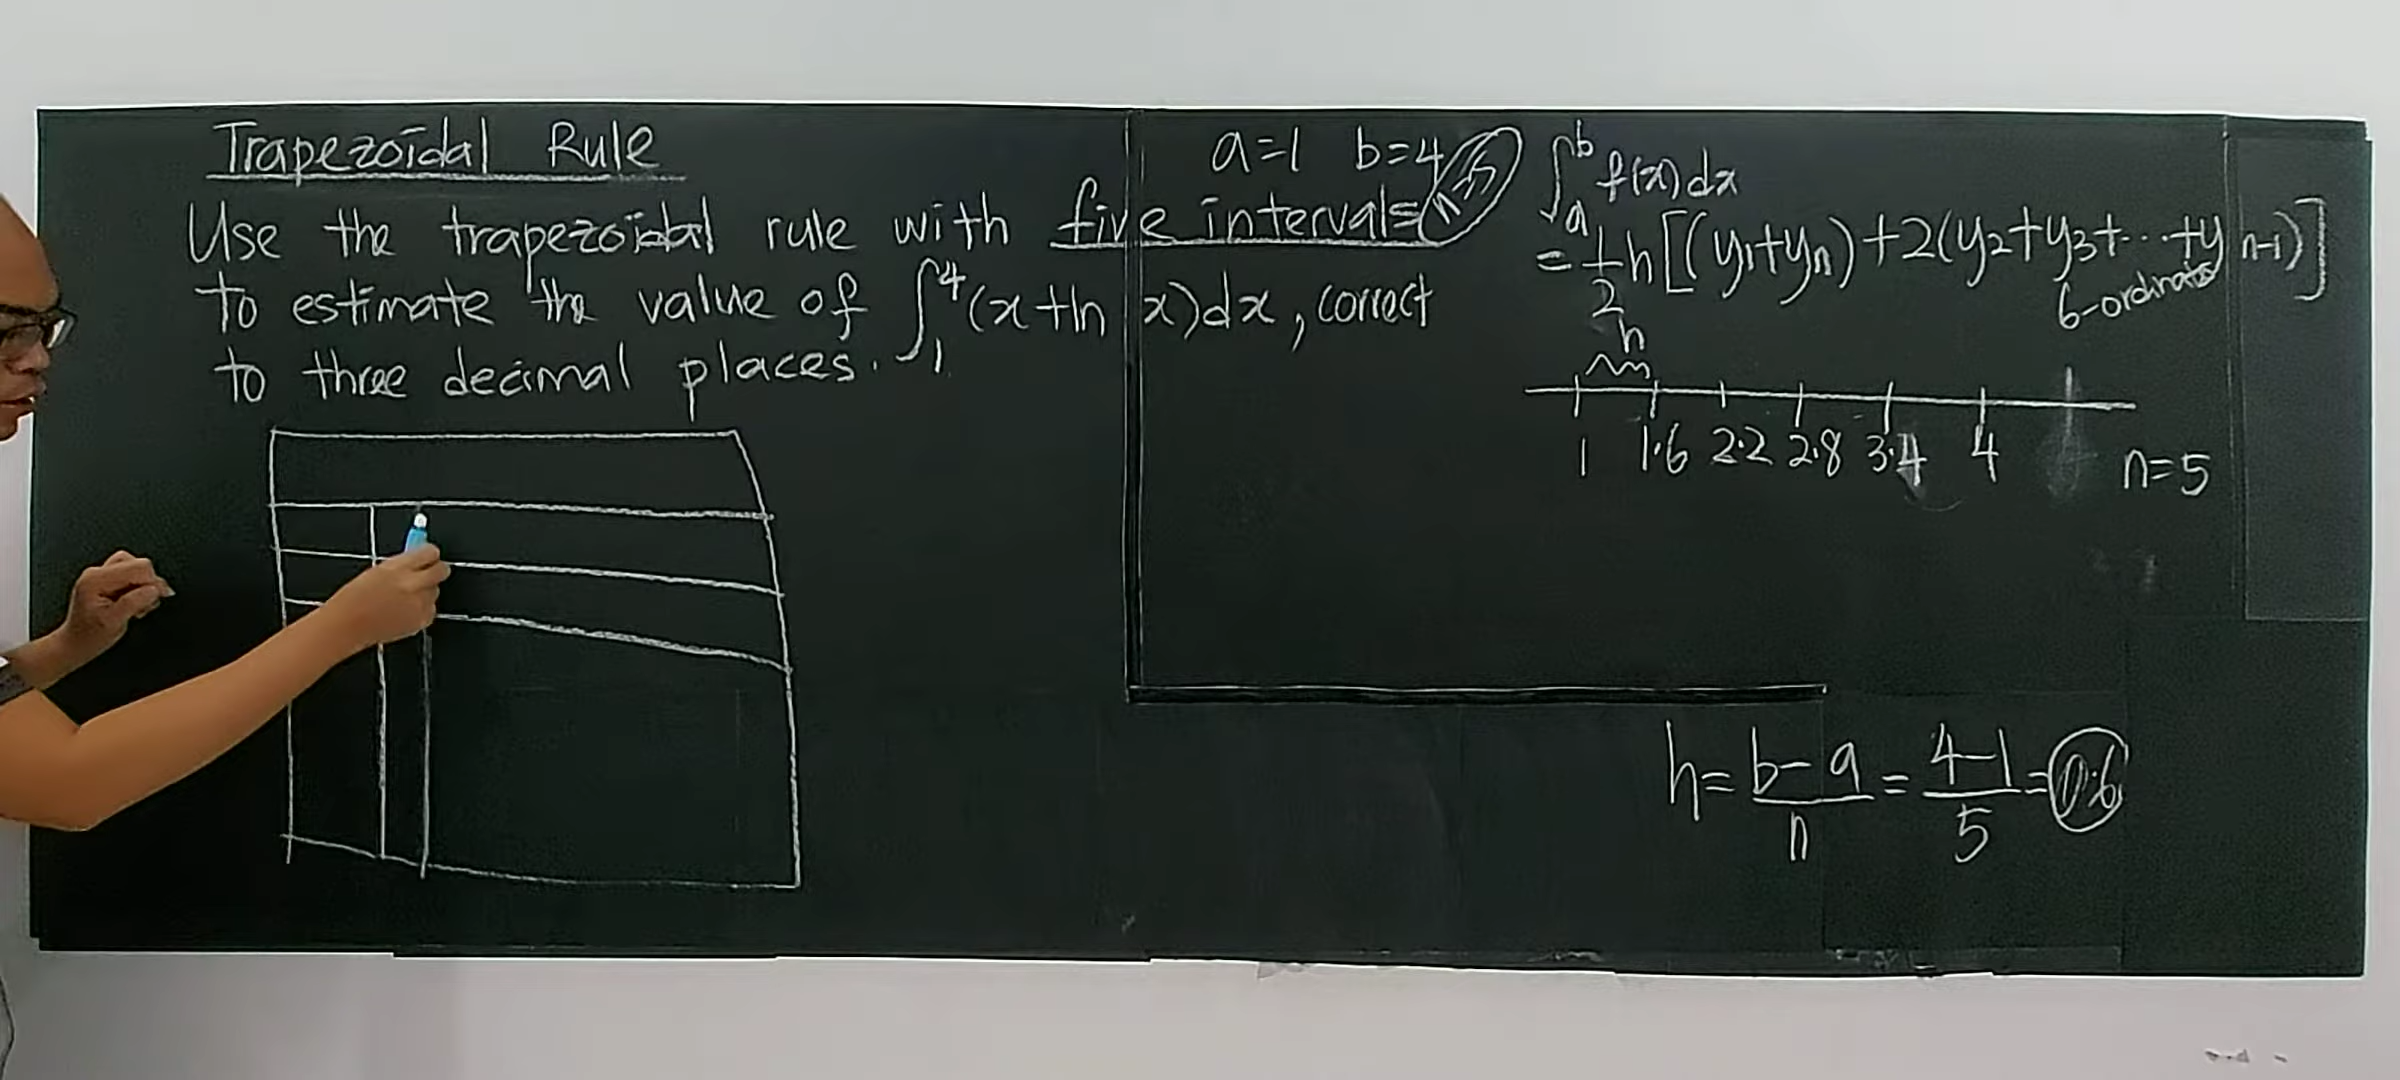 Trapezoidal Rule
Use the trapezoidal rule with five intervals
to estimate the value of ∫₁⁴(x+ln x)dx, correct
to three decimal places.
a=1 b=4 n=5
∫ₐᵇ f(x)dx
=½h[(y₁+yₙ)+2(y₂+y₃+···+yₙ₋₁)]
6-ordinates
h
1 1.6 2.2 2.8 3.4 4 n=5
h= (b-a)/n = (4-1)/5 = 0.6